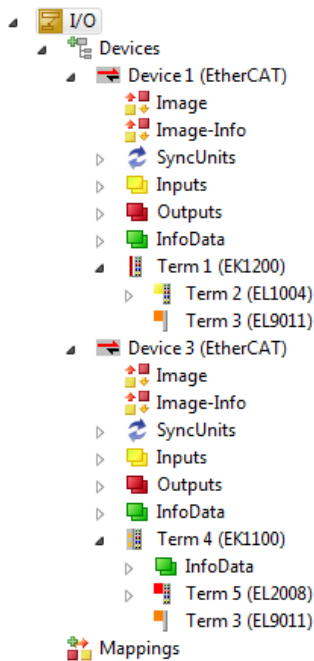 I/O
Devices
Device 1 (EtherCAT)
Image
Image-Info
SyncUnits
Inputs
Outputs
InfoData
Term 1 (EK1200)
Term 2 (EL1004)
Term 3 (EL9011)
Device 3 (EtherCAT)
Image
Image-Info
SyncUnits
Inputs
Outputs
InfoData
Term 4 (EK1100)
InfoData
Term 5 (EL2008)
Term 3 (EL9011)
Mappings